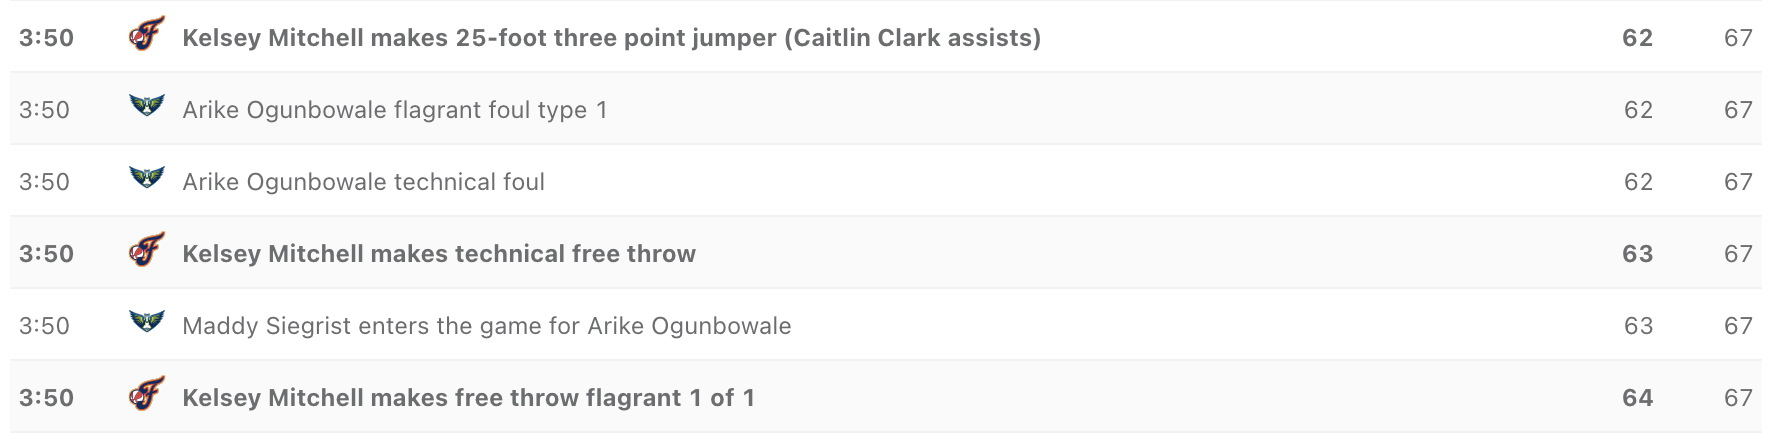 3:50 Kelsey Mitchell makes 25-foot three point jumper (Caitlin Clark assists) 62 67
3:50 Arike Ogunbowale flagrant foul type 1 62 67
3:50 Arike Ogunbowale technical foul 62 67
3:50 Kelsey Mitchell makes technical free throw 63 67
3:50 Maddy Siegrist enters the game for Arike Ogunbowale 63 67
3:50 Kelsey Mitchell makes free throw flagrant 1 of 1 64 67